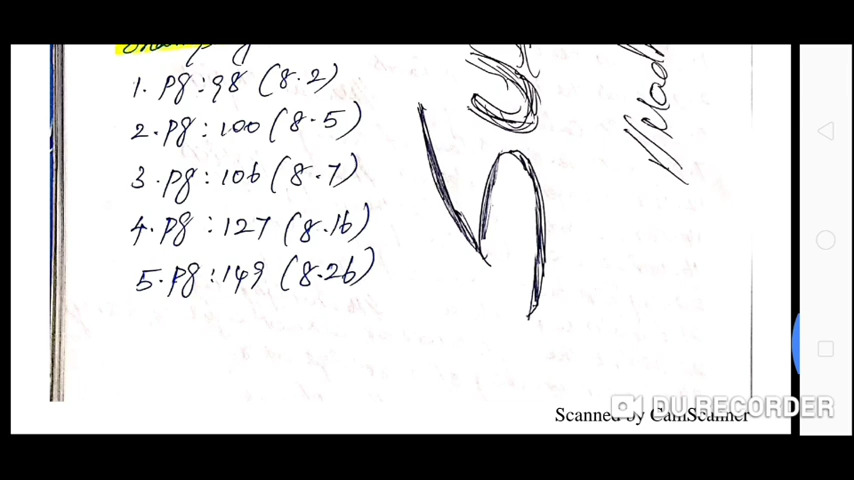 1. Pg : 98 (8.2)
2. Pg : 100 (8.5)
3. Pg : 106 (8.7)
4. Pg : 127 (8.16)
5. Pg : 149 (8.26)
Scanned by CamScanner
DU RECORDER